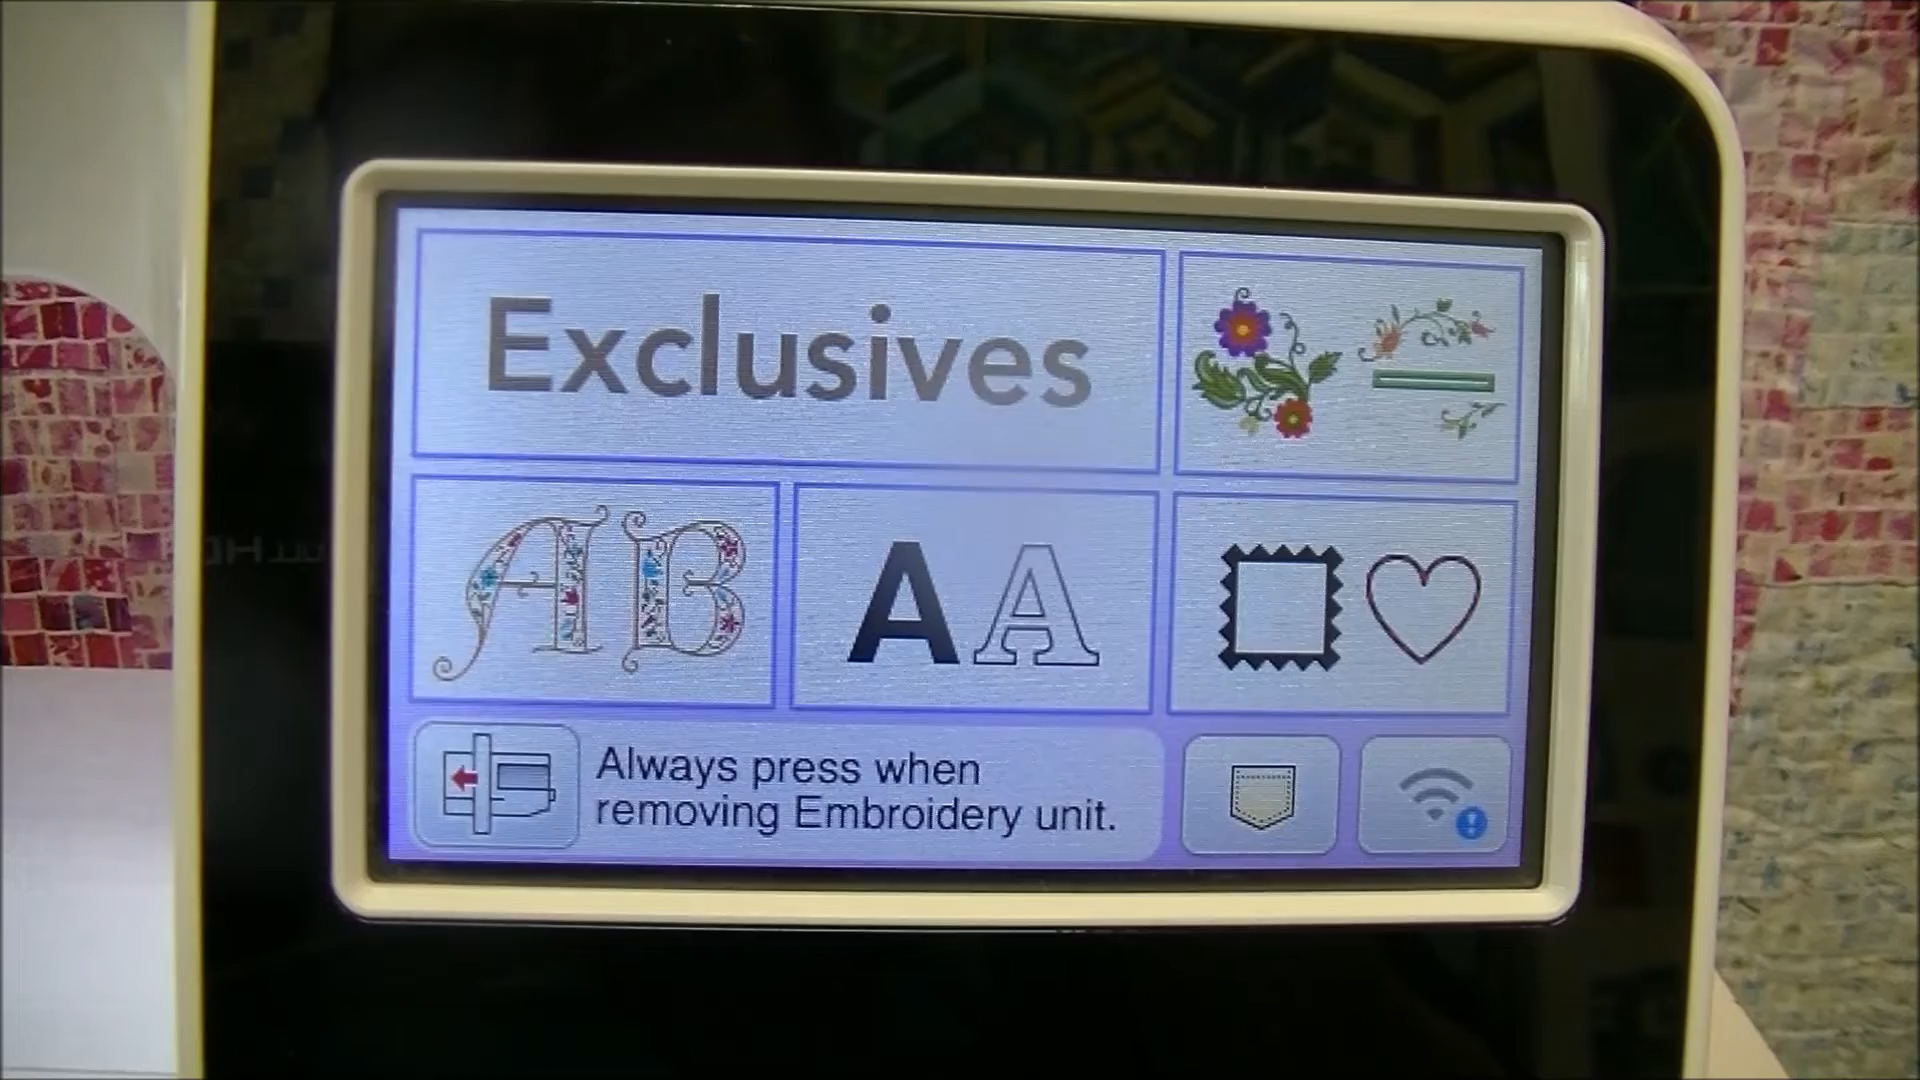 Exclusives
AB
AA
Always press when
removing Embroidery unit.